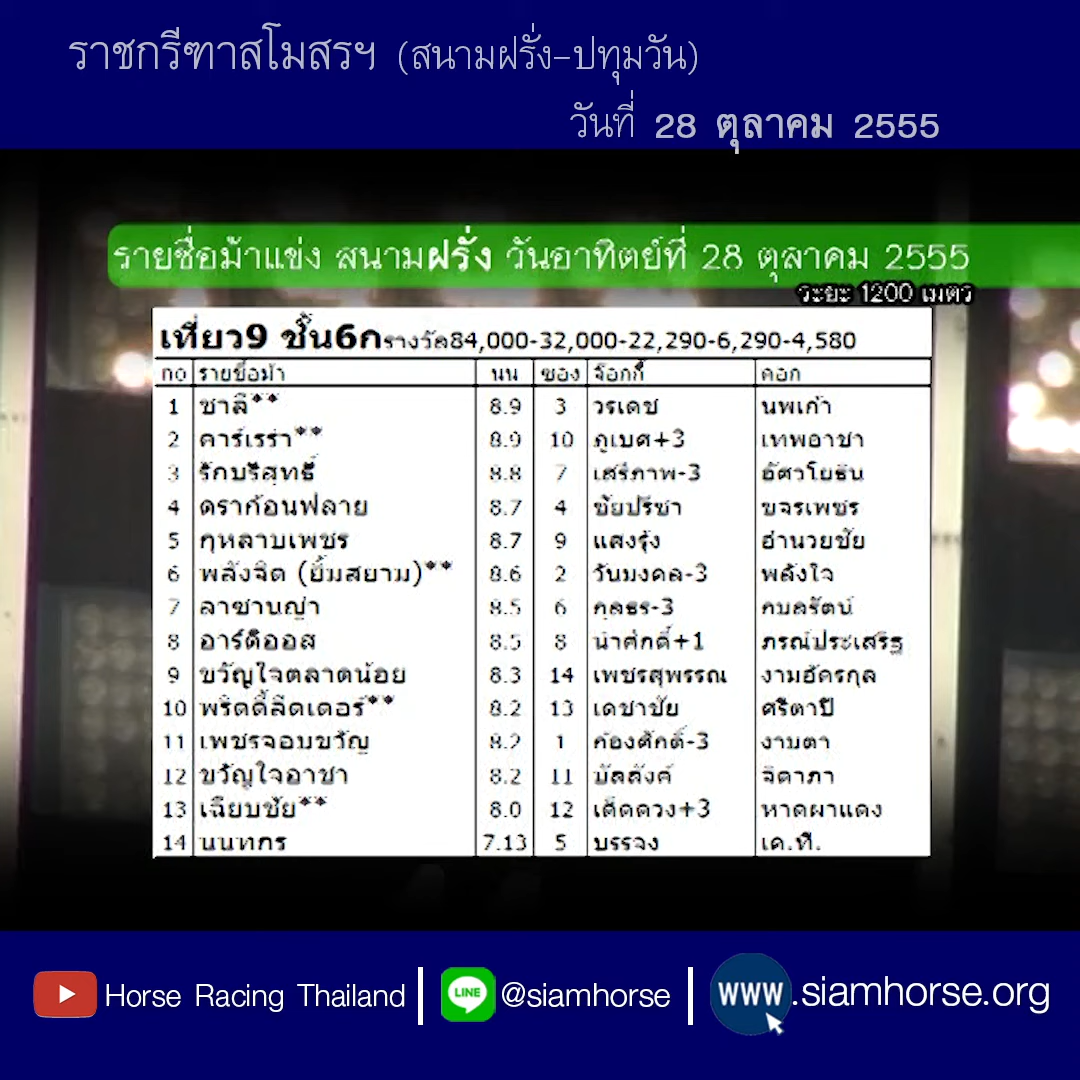 ราชกรีฑาสโมสรฯ (สนามฝรั่ง-ปทุมวัน)
วันที่ 28 ตุลาคม 2555
รายชื่อม้าแข่ง สนามฝรั่ง วันอาทิตย์ที่ 28 ตุลาคม 2555
ระยะ 1200 เมตร
เที่ยว9 ชั้น6ก รางวัล84,000-32,000-22,290-6,290-4,580
no รายชื่อม้า นน ซอง จ๊อกกี้ คอก
1 ชาลี** 8.9 3 วรเดช นพเก้า
2 คาร์เรร่า** 8.9 10 ภูเบศ+3 เทพอาชา
3 รักบริสุทธิ์ 8.8 7 เสรีภาพ-3 อัศวโยธิน
4 ดราก้อนฟลาย 8.7 4 ชัยปรีชา ขจรเพชร
5 กุหลาบเพชร 8.7 9 แสงรุ้ง อำนวยชัย
6 พลังจิต (ยิ้มสยาม)** 8.6 2 วันมงคล-3 พลังใจ
7 ลาซานญ่า 8.5 6 กุลธร-3 กมลรัตน์
8 อาร์ดีออส 8.5 8 นำศักดิ์+1 ภรณ์ประเสริฐ
9 ขวัญใจตลาดน้อย 8.3 14 เพชรสุพรรณ งามอัครกุล
10 พริตตี้ลีดเดอร์** 8.2 13 เดชาชัย ศรีตาปี
11 เพชรจอมขวัญ 8.2 1 ก้องศักดิ์-3 งามตา
12 ขวัญใจอาชา 8.2 11 บัลลังค์ จิดาภา
13 เฉียบชัย** 8.0 12 เด็ดดวง+3 หาดผาแดง
14 นนทกร 7.13 5 บรรจง เค.ที.
Horse Racing Thailand | LINE @siamhorse | www.siamhorse.org